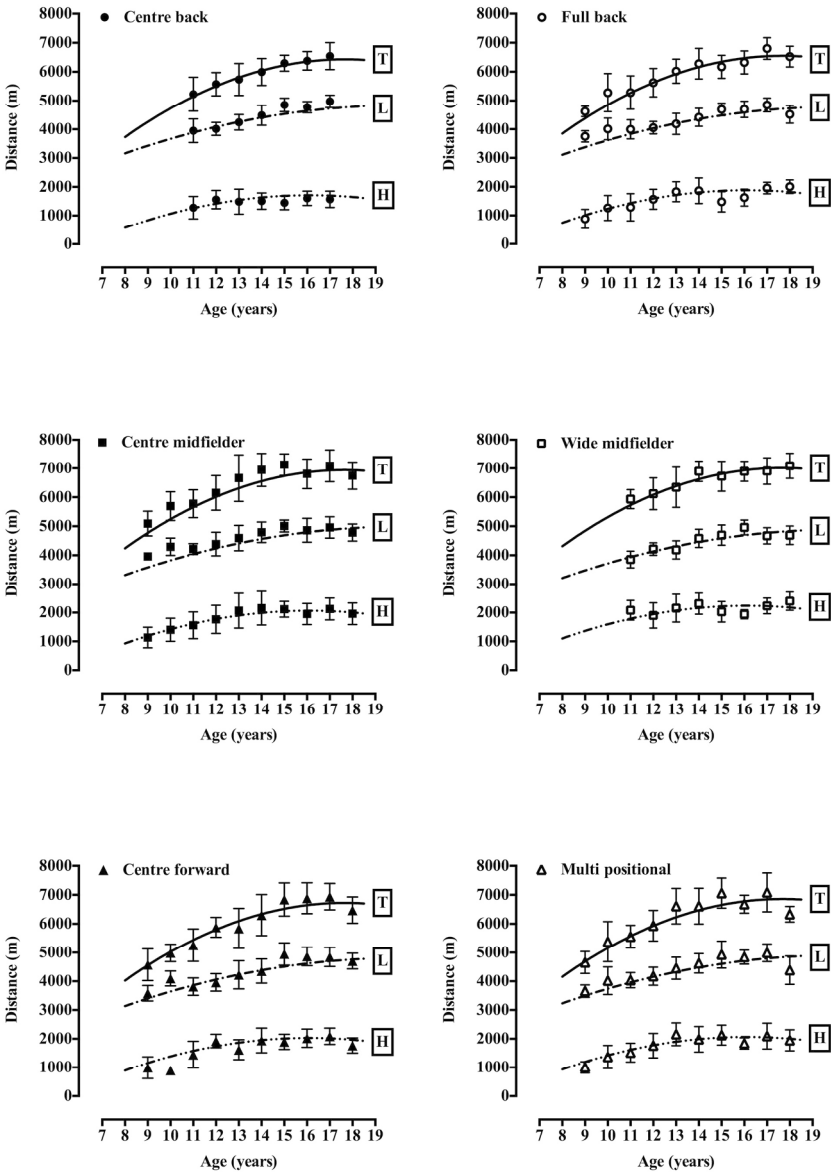 Centre back
8000
7000
6000
5000
4000
3000
2000
1000
0
Distance (m)
T
L
H
7 8 9 10 11 12 13 14 15 16 17 18 19
Age (years)
Full back
8000
7000
6000
5000
4000
3000
2000
1000
0
Distance (m)
T
L
H
7 8 9 10 11 12 13 14 15 16 17 18 19
Age (years)
Centre midfielder
8000
7000
6000
5000
4000
3000
2000
1000
0
Distance (m)
T
L
H
7 8 9 10 11 12 13 14 15 16 17 18 19
Age (years)
Wide midfielder
8000
7000
6000
5000
4000
3000
2000
1000
0
Distance (m)
T
L
H
7 8 9 10 11 12 13 14 15 16 17 18 19
Age (years)
Centre forward
8000
7000
6000
5000
4000
3000
2000
1000
0
Distance (m)
T
L
H
7 8 9 10 11 12 13 14 15 16 17 18 19
Age (years)
Multi positional
8000
7000
6000
5000
4000
3000
2000
1000
0
Distance (m)
T
L
H
7 8 9 10 11 12 13 14 15 16 17 18 19
Age (years)